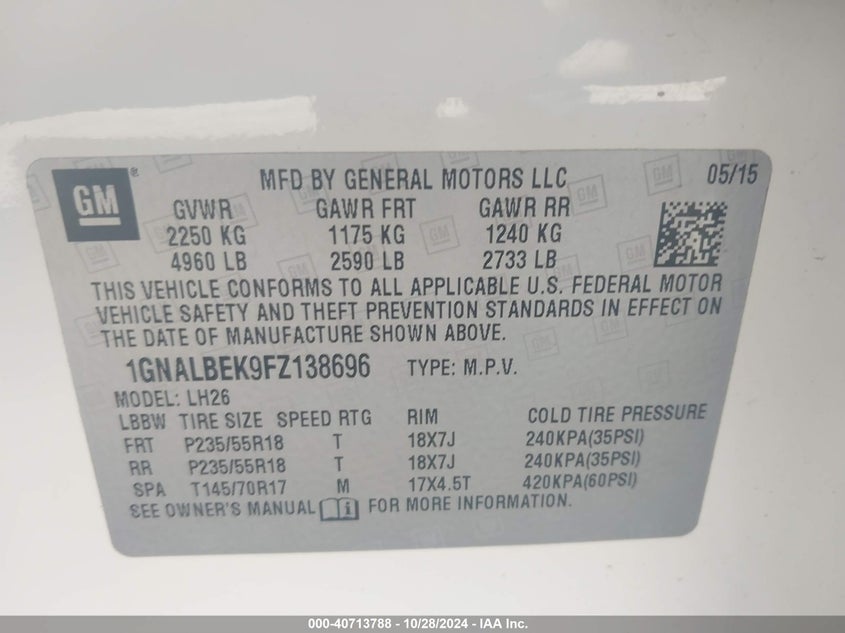 GM ® MFD BY GENERAL MOTORS LLC 05/15
GVWR GAWR FRT GAWR RR
2250 KG 1175 KG 1240 KG
4960 LB 2590 LB 2733 LB
THIS VEHICLE CONFORMS TO ALL APPLICABLE U.S. FEDERAL MOTOR
VEHICLE SAFETY AND THEFT PREVENTION STANDARDS IN EFFECT ON
THE DATE OF MANUFACTURE SHOWN ABOVE.
1GNALBEK9FZ138696 TYPE: M.P.V.
MODEL: LH26
LBBW TIRE SIZE SPEED RTG RIM COLD TIRE PRESSURE
FRT P235/55R18 T 18X7J 240KPA(35PSI)
RR P235/55R18 T 18X7J 240KPA(35PSI)
SPA T145/70R17 M 17X4.5T 420KPA(60PSI)
SEE OWNER'S MANUAL i FOR MORE INFORMATION.
000-40713788 - 10/28/2024 - IAA Inc.